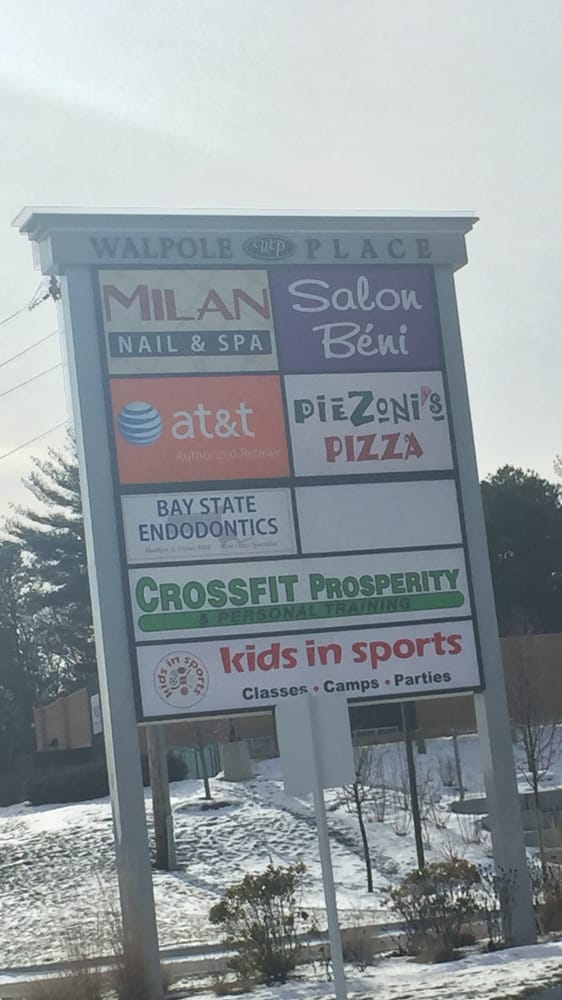 WALPOLE WP PLACE
MILAN
NAIL & SPA
Salon
Béni
at&t
Authorized Retailer
PiEZoNi'S
PIZZA
BAY STATE
ENDODONTICS
CROSSFIT PROSPERITY
& PERSONAL TRAINING
kids in sports
kids in sports
Classes • Camps • Parties